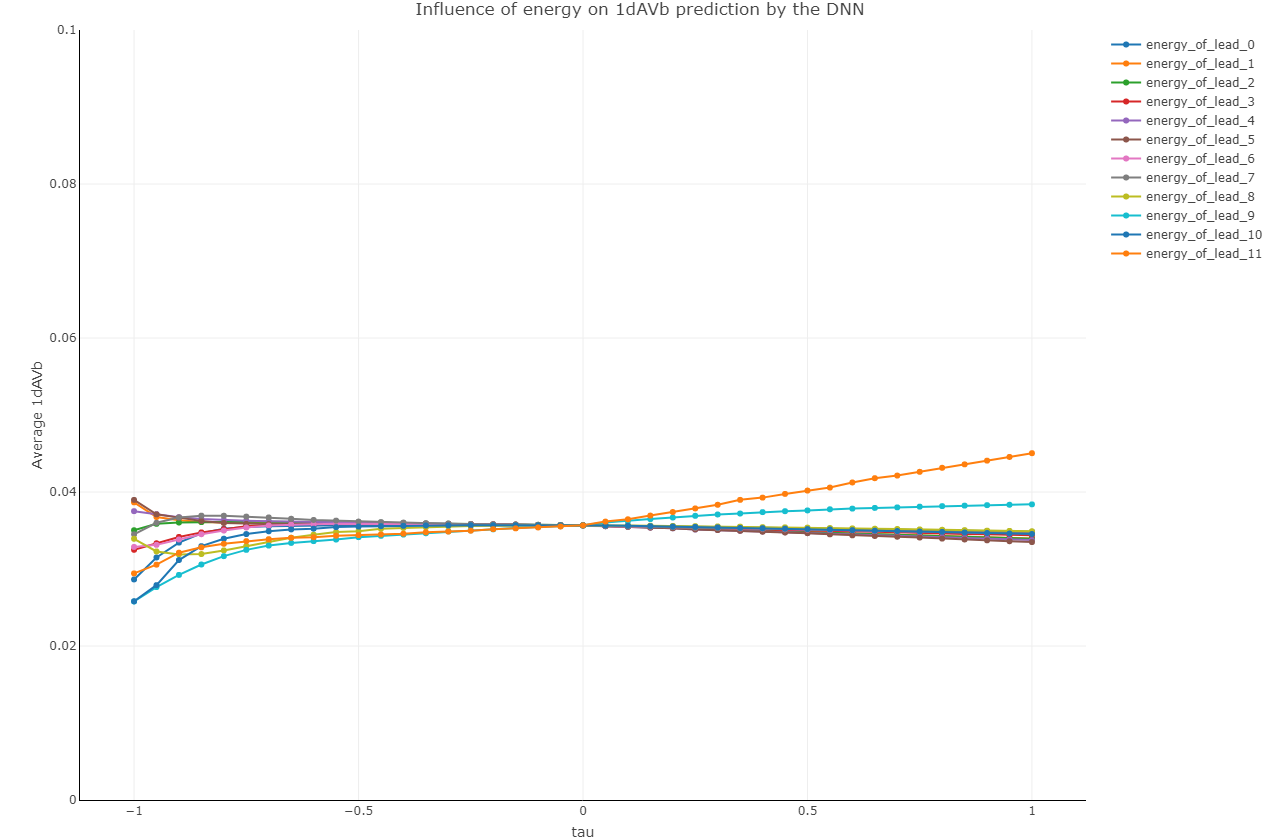 Influence of energy on 1dAVb prediction by the DNN
0.1
0.08
0.06
0.04
0.02
0
Average 1dAVb
−1
−0.5
0
0.5
1
tau
energy_of_lead_0
energy_of_lead_1
energy_of_lead_2
energy_of_lead_3
energy_of_lead_4
energy_of_lead_5
energy_of_lead_6
energy_of_lead_7
energy_of_lead_8
energy_of_lead_9
energy_of_lead_10
energy_of_lead_11